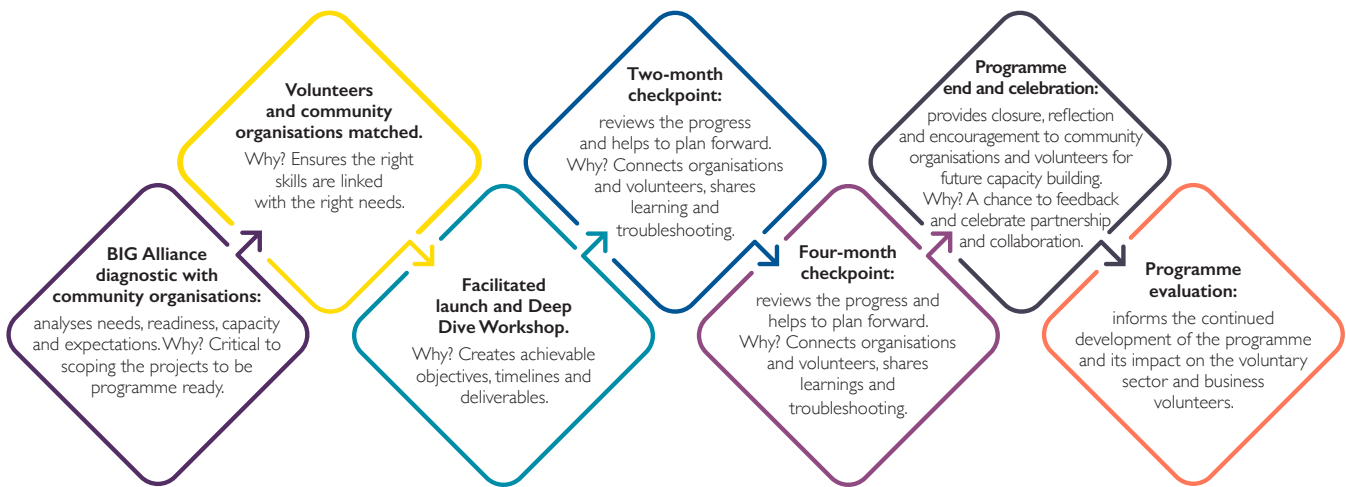 BIG Alliance
diagnostic with
community organisations:
analyses needs, readiness, capacity
and expectations. Why? Critical to
scoping the projects to be
programme ready.
Volunteers
and community
organisations matched.
Why? Ensures the right
skills are linked
with the right needs.
Facilitated
launch and Deep
Dive Workshop.
Why? Creates achievable
objectives, timelines and
deliverables.
Two-month
checkpoint:
reviews the progress
and helps to plan forward.
Why? Connects organisations
and volunteers, shares
learning and
troubleshooting.
Four-month
checkpoint:
reviews the progress and
helps to plan forward.
Why? Connects organisations
and volunteers, shares
learnings and
troubleshooting.
Programme
end and celebration:
provides closure, reflection
and encouragement to community
organisations and volunteers for
future capacity building.
Why? A chance to feedback
and celebrate partnership
and collaboration.
Programme
evaluation:
informs the continued
development of the programme
and its impact on the voluntary
sector and business
volunteers.